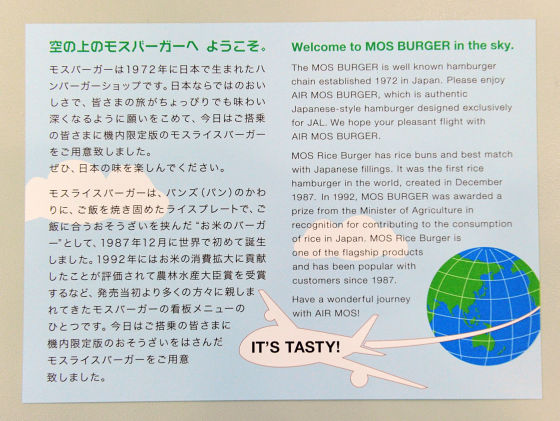 空の上のモスバーガーへ ようこそ。
モスバーガーは1972年に日本で生まれたハ
ンバーガーショップです。日本ならではのおい
しさで、皆さまの旅がちょっぴりでも味わい
深くなるように願いをこめて、今日はご搭乗
の皆さまに機内限定版のモスライスバーガー
をご用意致しました。
ぜひ、日本の味を楽しんでください。
モスライスバーガーは、バンズ(パン)のかわ
りに、ご飯を焼き固めたライスプレートで、ご
飯に合うおそうざいを挟んだ“お米のバーガ
ー”として、1987年12月に世界で初めて誕生
しました。1992年にはお米の消費拡大に貢献
したことが評価されて農林水産大臣賞を受賞
するなど、発売当初より多くの方々に親しま
れてきたモスバーガーの看板メニューの
ひとつです。今日はご搭乗の皆さまに
機内限定版のおそうざいをはさんだ
モスライスバーガーをご用意
致しました。
Welcome to MOS BURGER in the sky.
The MOS BURGER is well known hamburger
chain established 1972 in Japan. Please enjoy
AIR MOS BURGER, which is authentic
Japanese-style hamburger designed exclusively
for JAL. We hope your pleasant flight with
AIR MOS BURGER.
MOS Rice Burger has rice buns and best match
with Japanese fillings. It was the first rice
hamburger in the world, created in December
1987. In 1992, MOS BURGER was awarded a
prize from the Minister of Agriculture in
recognition for contributing to the consumption
of rice in Japan. MOS Rice Burger is
one of the flagship products
and has been popular with
customers since 1987.
Have a wonderful journey
with AIR MOS!
IT'S TASTY!